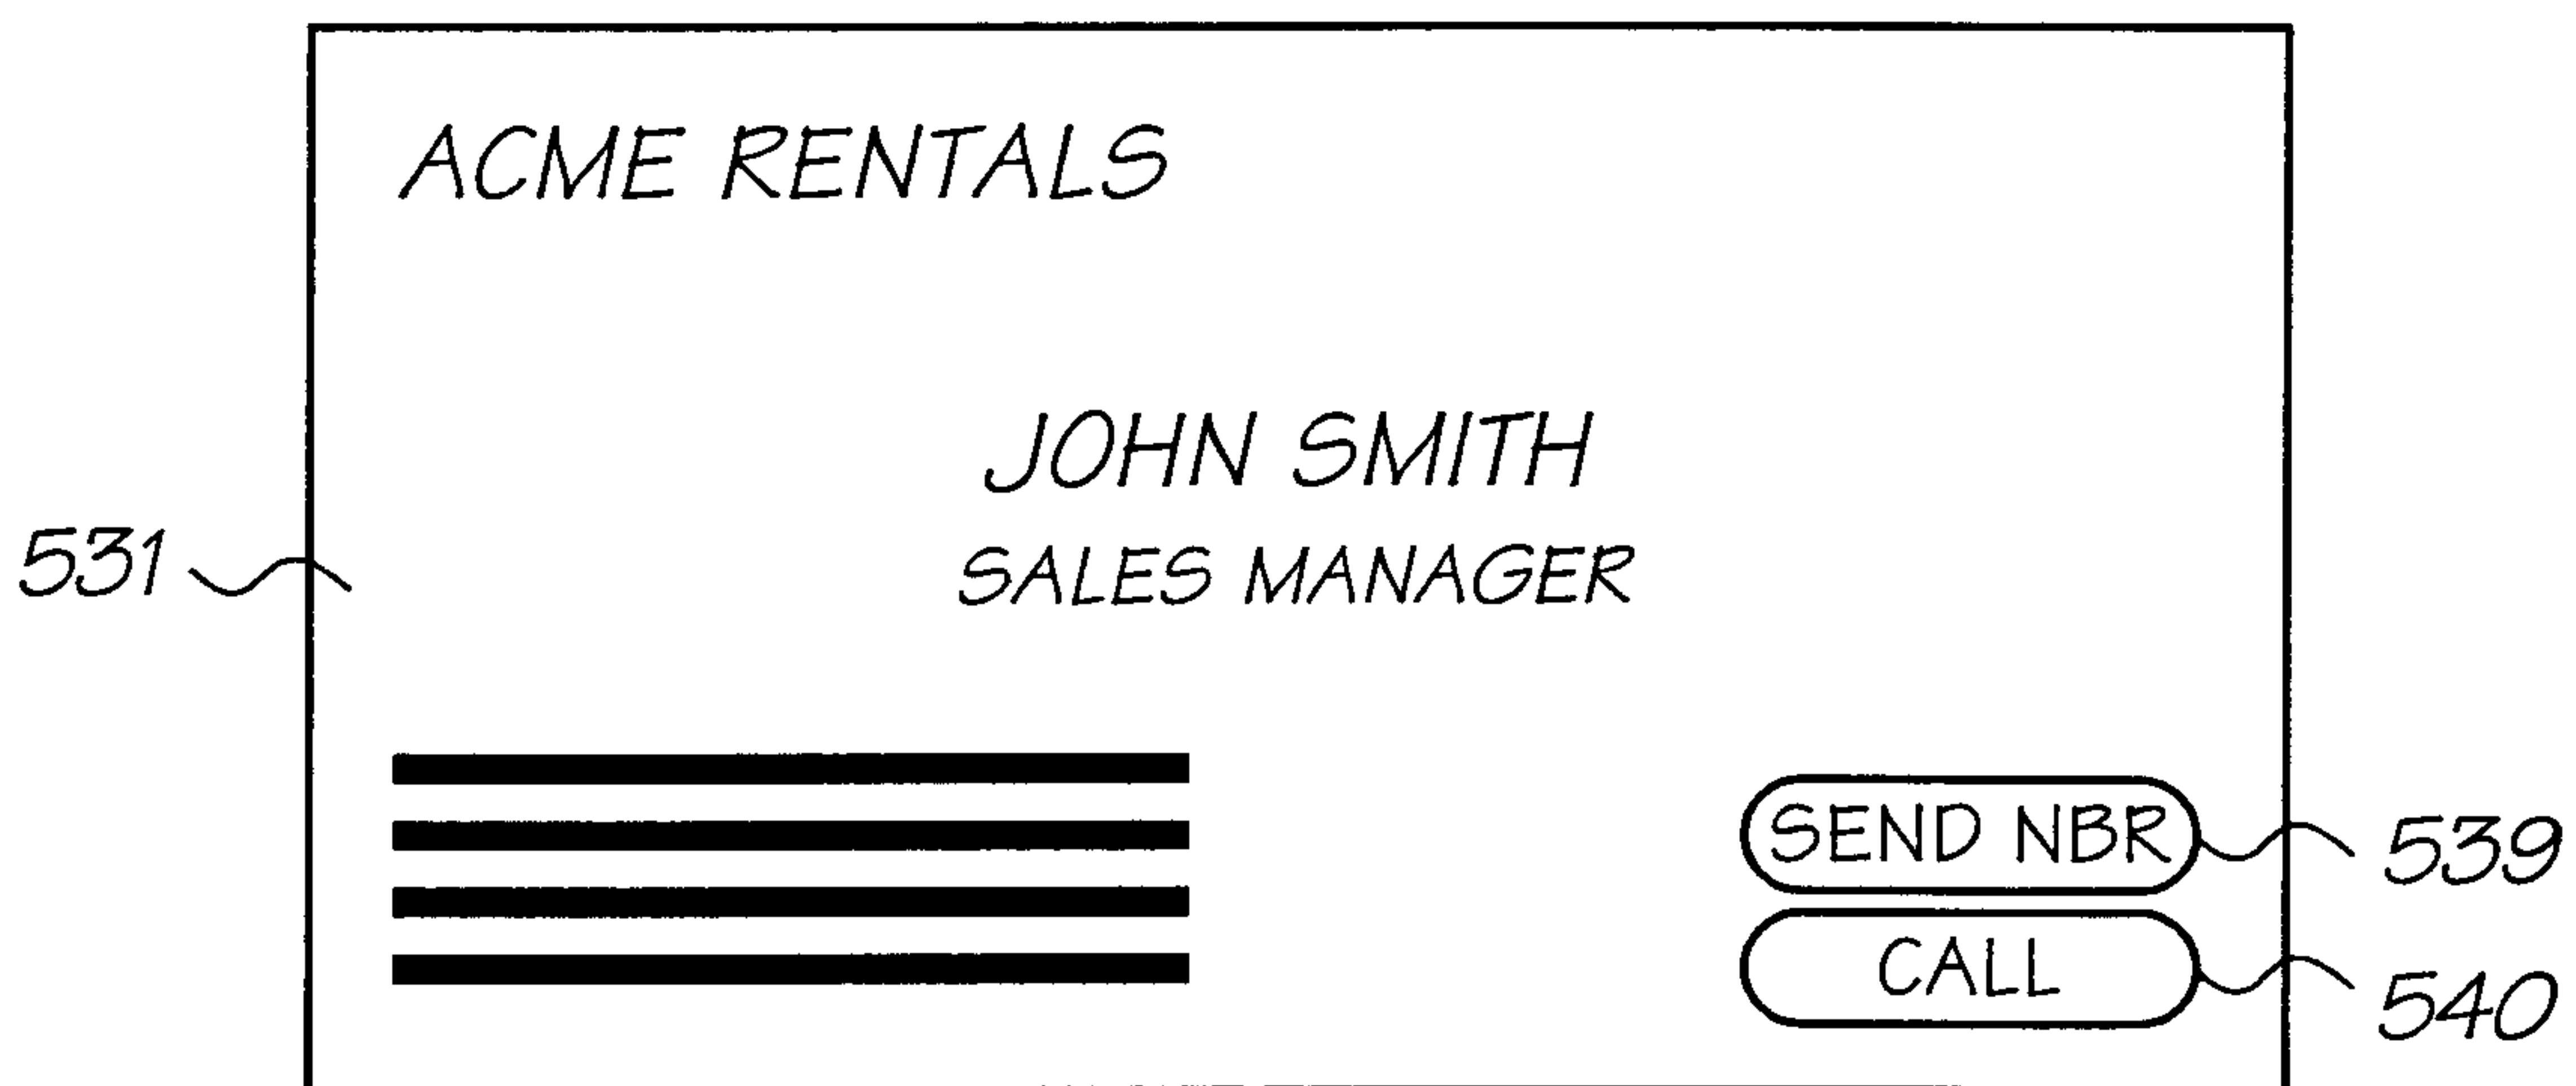 ACME RENTALS
JOHN SMITH
531
SALES MANAGER
SEND NBR
539
CALL
540